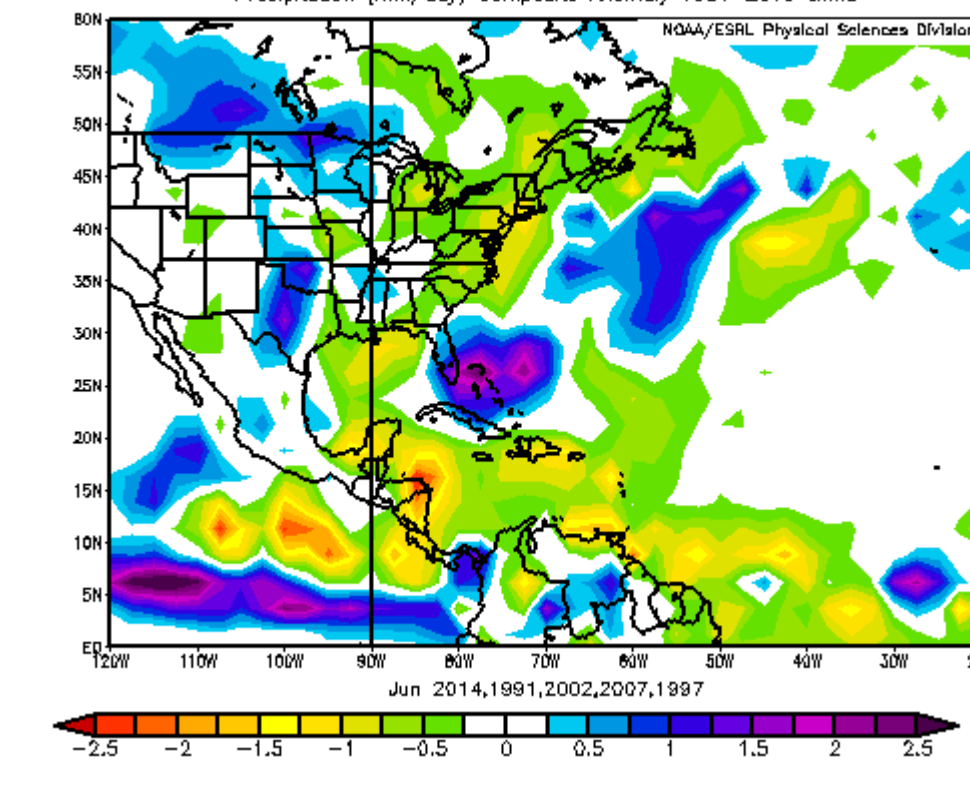 NOAA/ESRL Physical Sciences Division
60N
55N
50N
45N
40N
35N
30N
25N
20N
15N
10N
5N
EQ
120W 110W 100W 90W 80W 70W 60W 50W 40W 30W
Jun 2014,1991,2002,2007,1997
−2.5 −2 −1.5 −1 −0.5 0 0.5 1 1.5 2 2.5